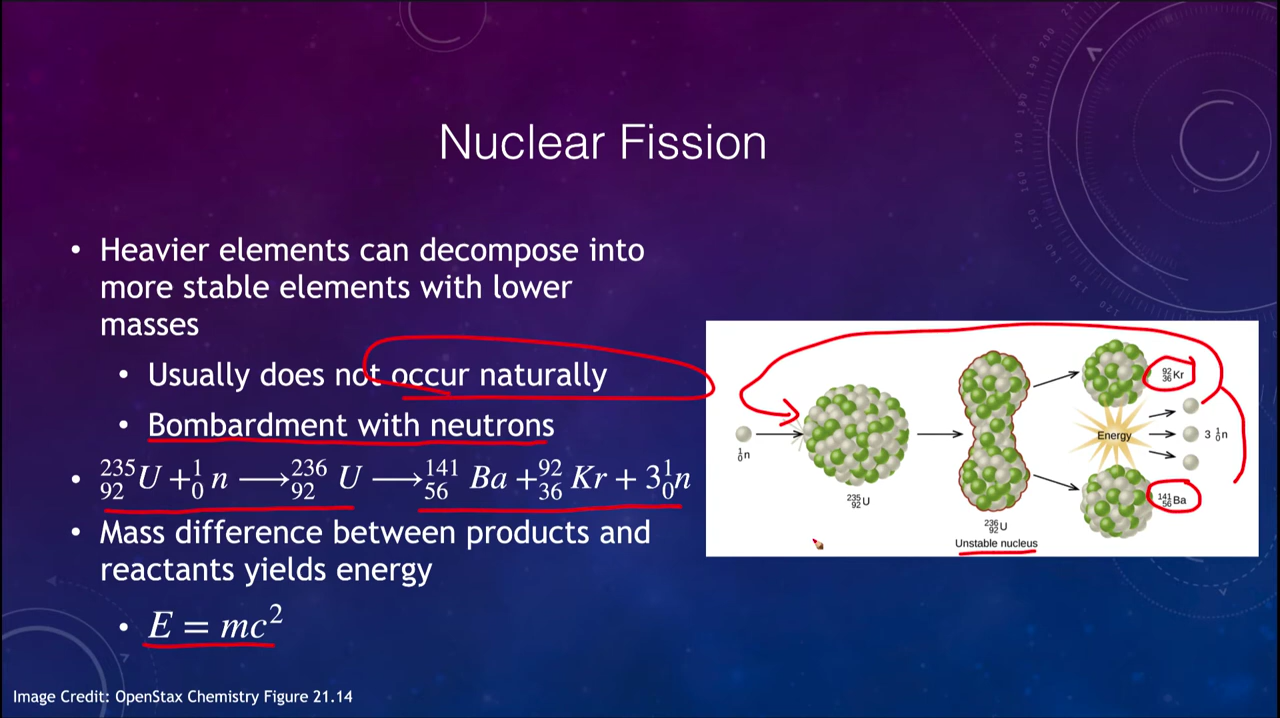 Nuclear Fission
• Heavier elements can decompose into
more stable elements with lower
masses
• Usually does not occur naturally
• Bombardment with neutrons
• ²³⁵₉₂U + ¹₀n ⟶ ²³⁶₉₂U ⟶ ¹⁴¹₅₆Ba + ⁹²₃₆Kr + 3¹₀n
• Mass difference between products and
reactants yields energy
• E = mc²
¹₀n
²³⁵₉₂U
²³⁶₉₂U
Unstable nucleus
⁹²₃₆Kr
Energy
3 ¹₀n
¹⁴¹₅₆Ba
Image Credit: OpenStax Chemistry Figure 21.14